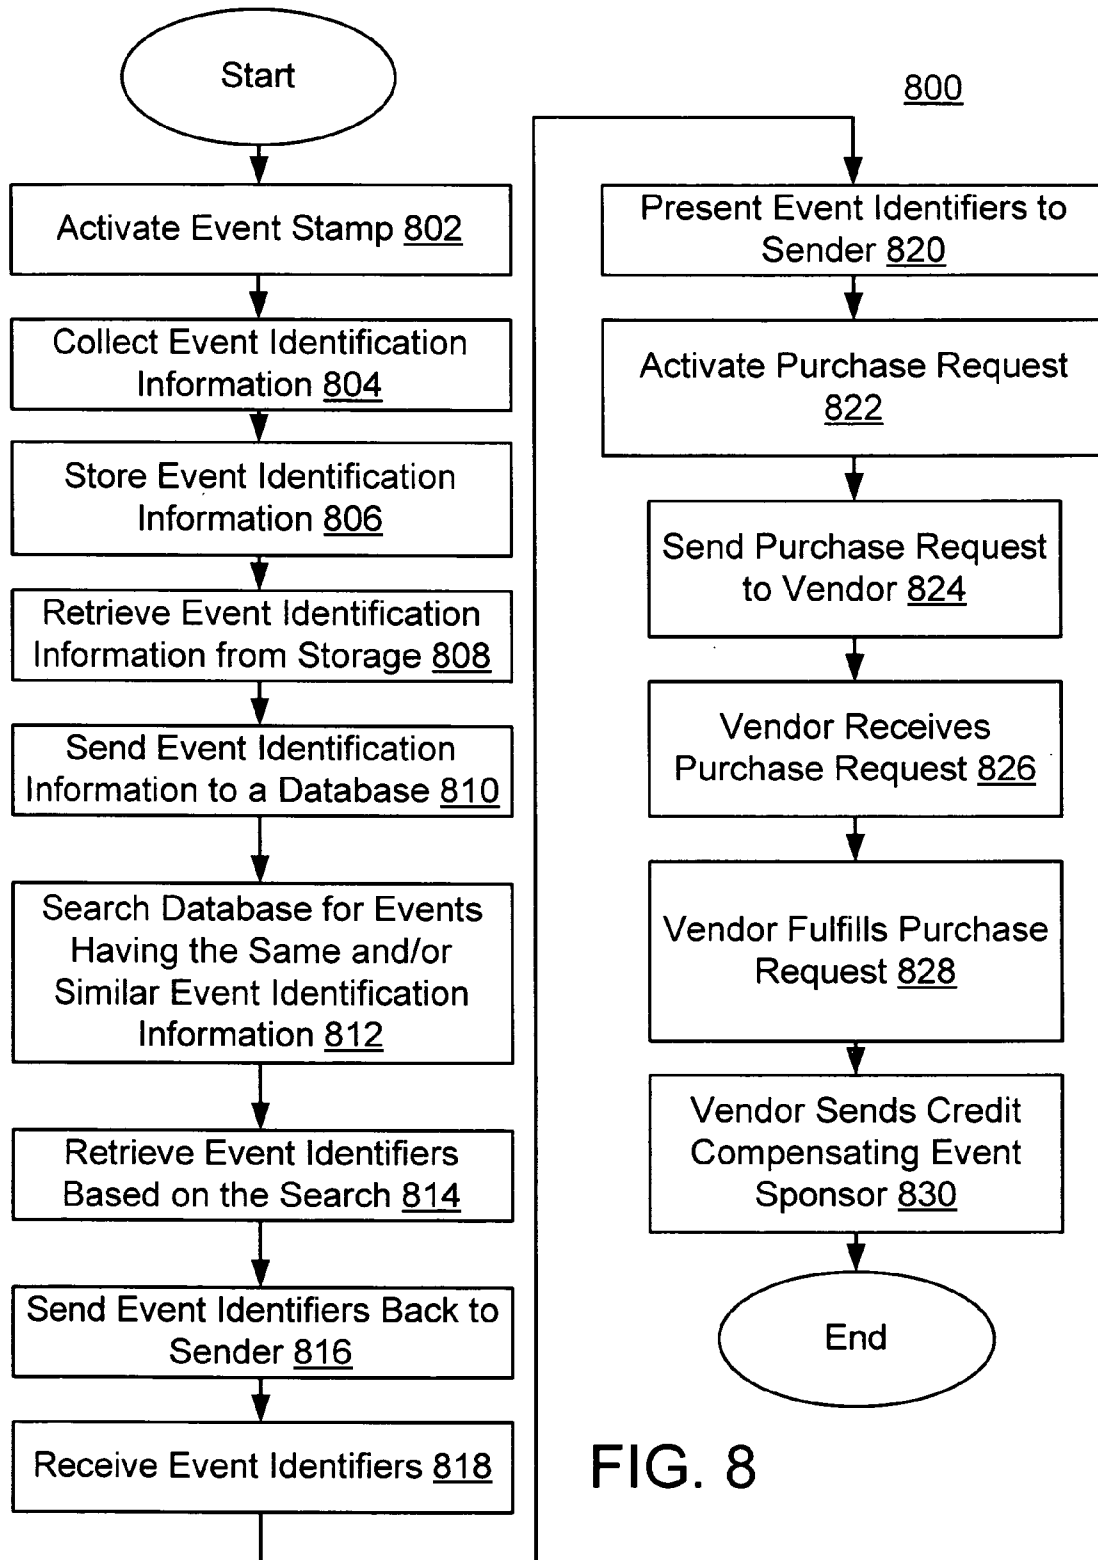 Start
Activate Event Stamp 802
Collect Event Identification
Information 804
Store Event Identification
Information 806
Retrieve Event Identification
Information from Storage 808
Send Event Identification
Information to a Database 810
Search Database for Events
Having the Same and/or
Similar Event Identification
Information 812
Retrieve Event Identifiers
Based on the Search 814
Send Event Identifiers Back to
Sender 816
Receive Event Identifiers 818
800
Present Event Identifiers to
Sender 820
Activate Purchase Request
822
Send Purchase Request
to Vendor 824
Vendor Receives
Purchase Request 826
Vendor Fulfills Purchase
Request 828
Vendor Sends Credit
Compensating Event
Sponsor 830
End
FIG. 8